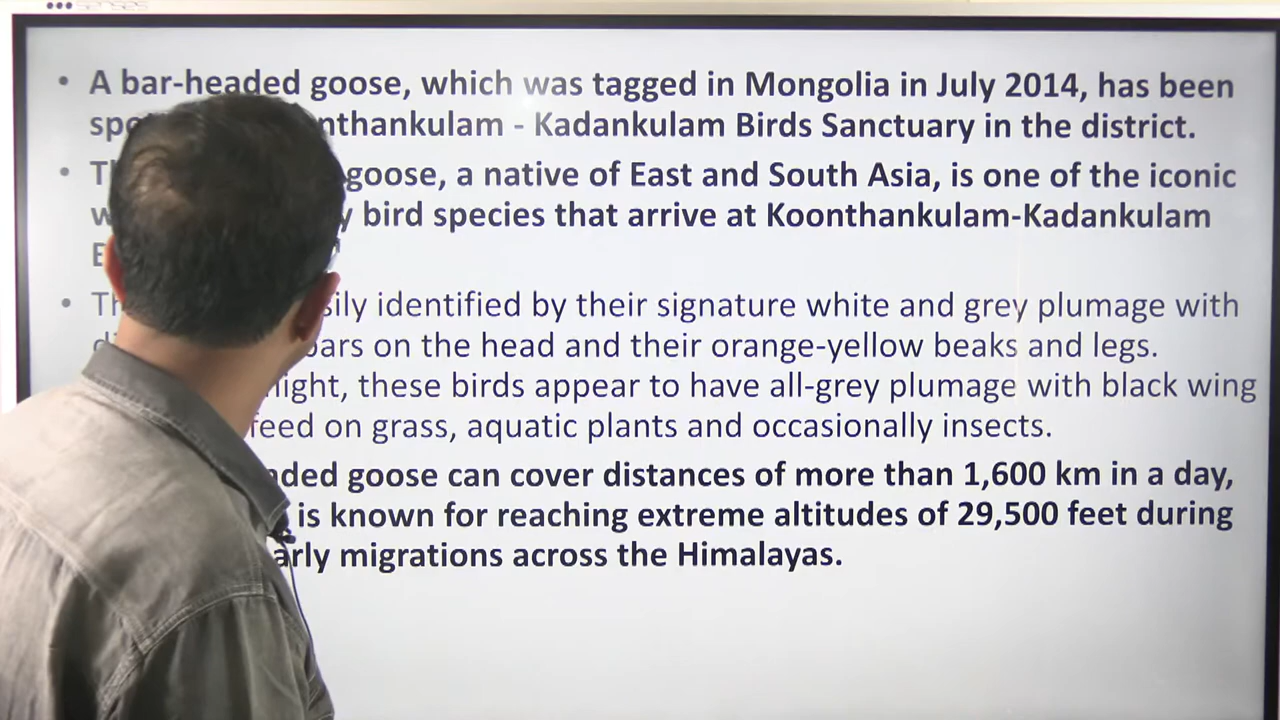 • A bar-headed goose, which was tagged in Mongolia in July 2014, has been
nthankulam - Kadankulam Birds Sanctuary in the district.
• goose, a native of East and South Asia, is one of the iconic
bird species that arrive at Koonthankulam-Kadankulam
• identified by their signature white and grey plumage with
bars on the head and their orange-yellow beaks and legs.
these birds appear to have all-grey plumage with black wing
feed on grass, aquatic plants and occasionally insects.
goose can cover distances of more than 1,600 km in a day,
is known for reaching extreme altitudes of 29,500 feet during
migrations across the Himalayas.